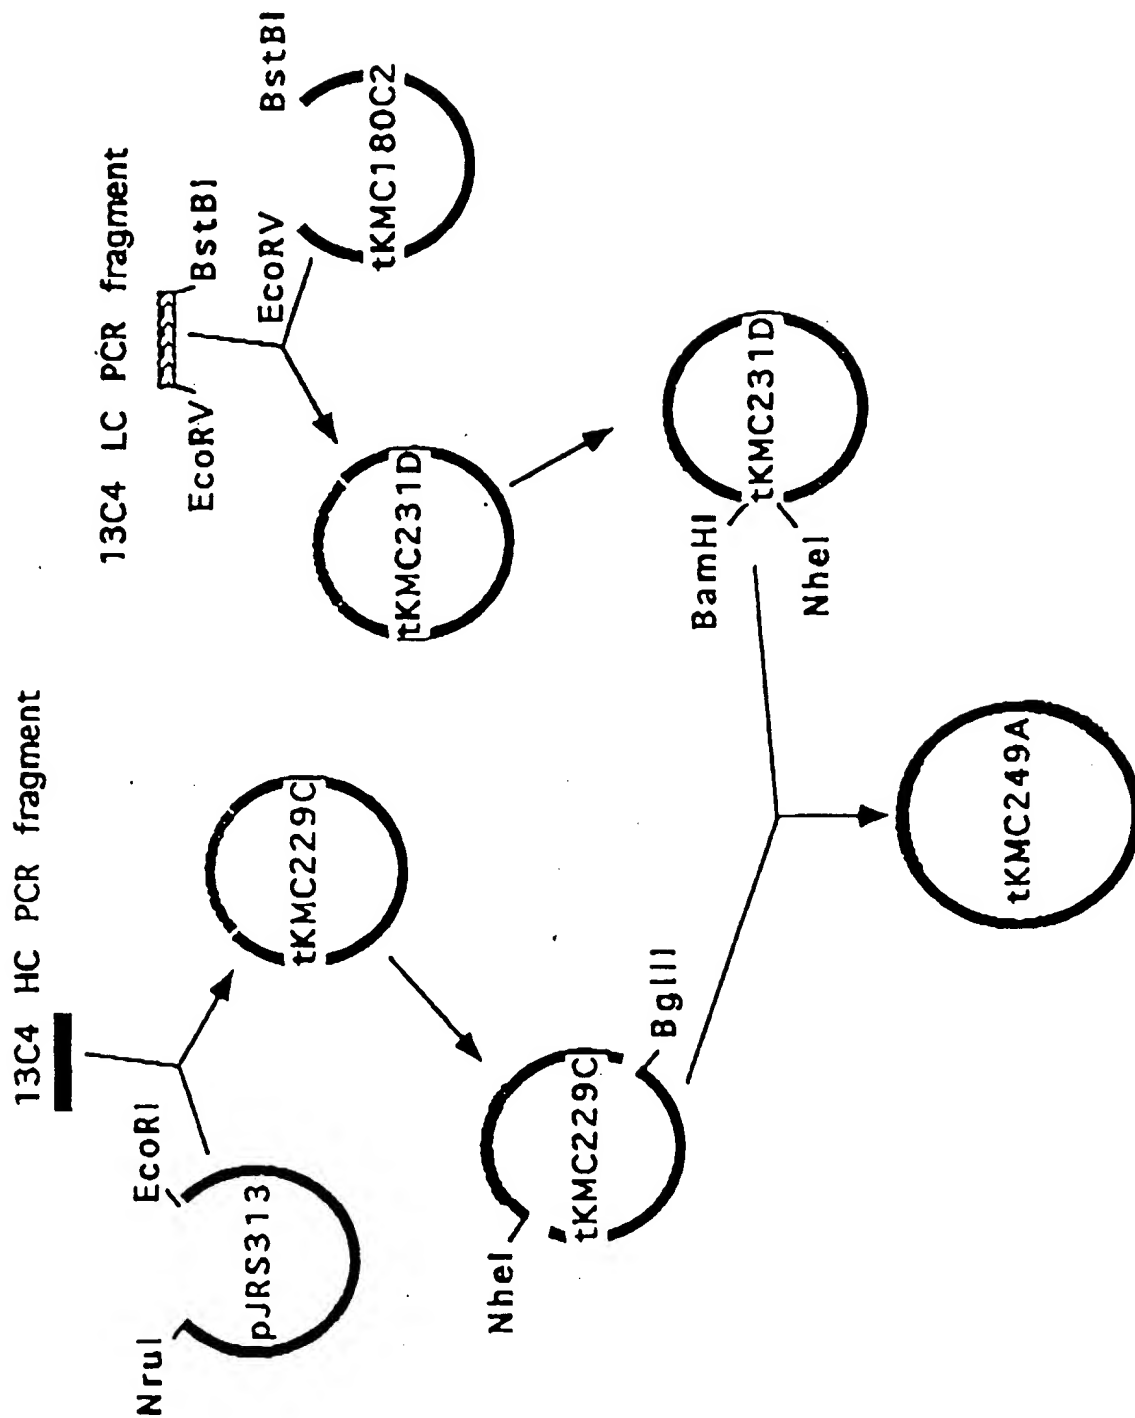 13C4 HC PCR fragment
NruI
EcoRI
pJRS313
tKMC229C
NheI
tKMC229C
BglII
13C4 LC PCR fragment
EcoRV
BstBI
EcoRV
BstBI
tKMC180C2
tKMC231D
BamHI
tKMC231D
NheI
tKMC249A